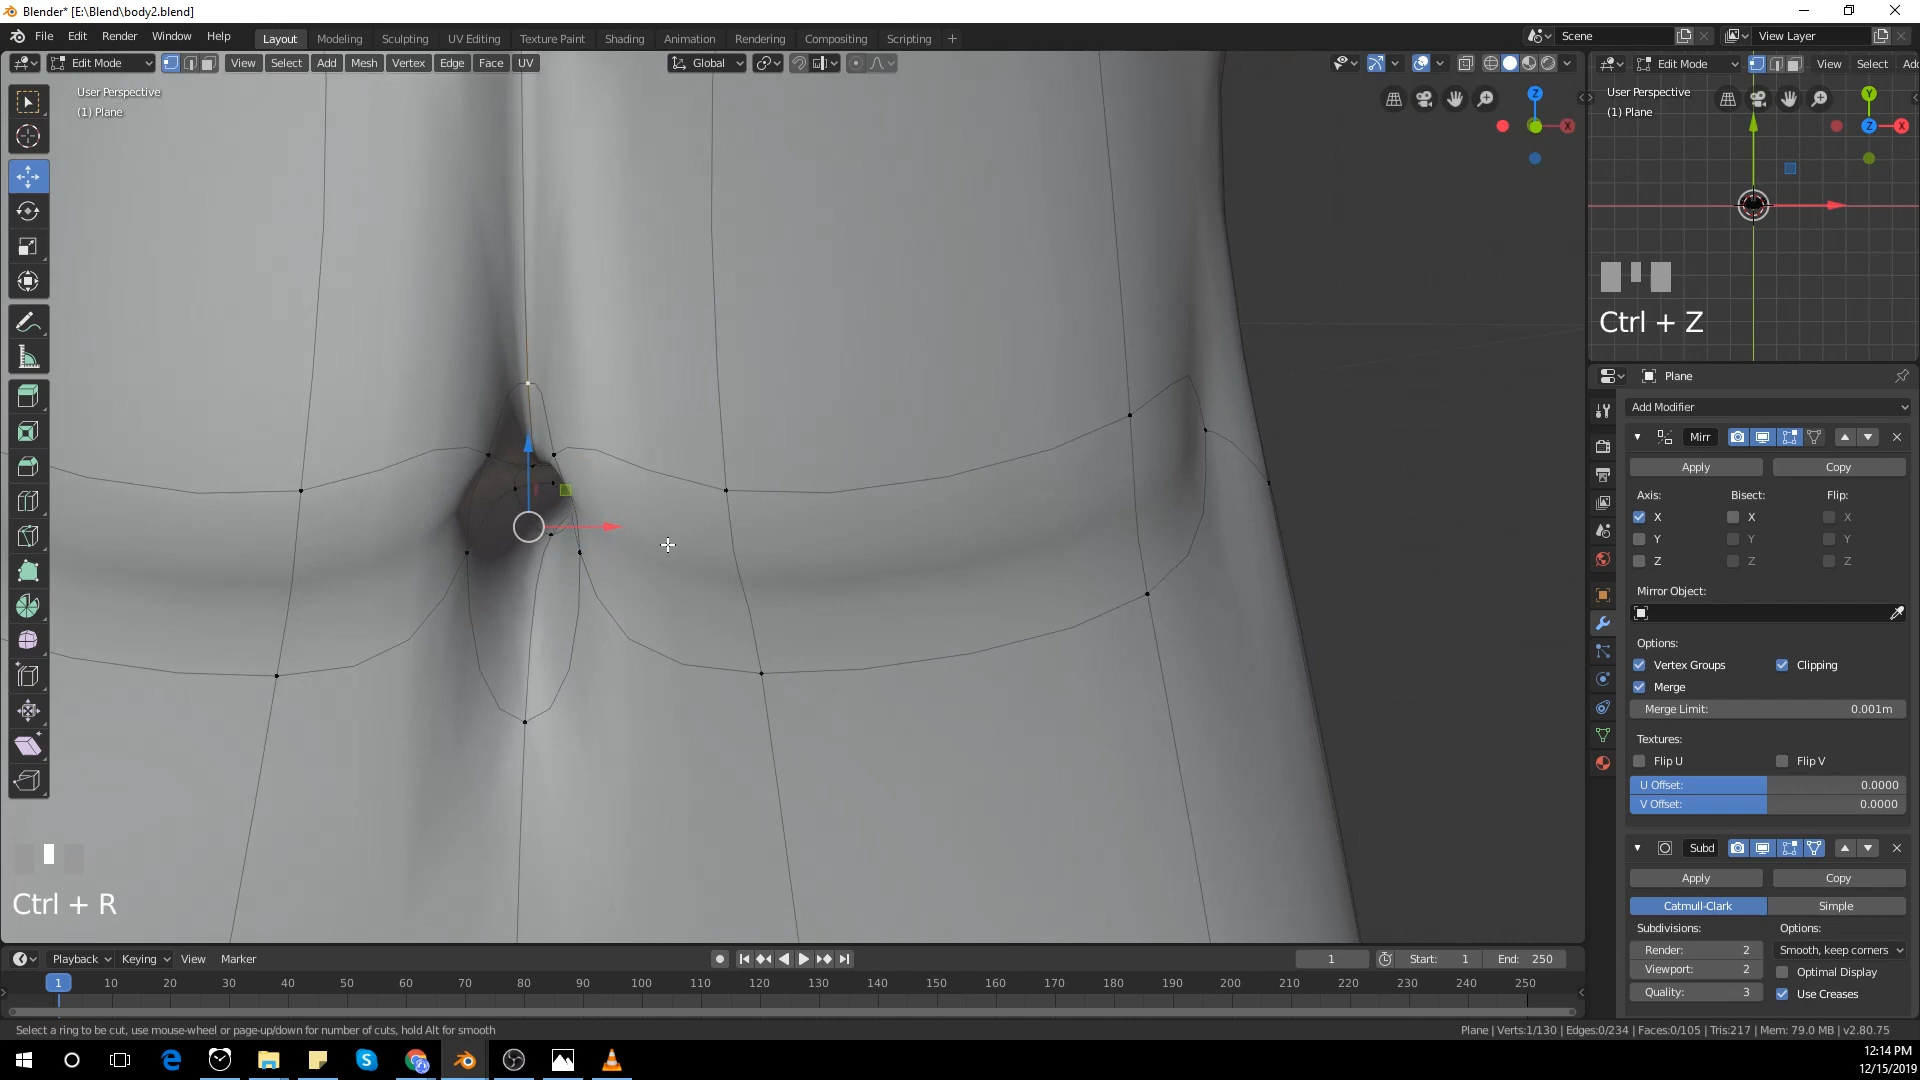 Blender* [E:\Blend\body2.blend]
File Edit Render Window Help
Layout Modeling Sculpting UV Editing Texture Paint Shading Animation Rendering Compositing Scripting
Scene View Layer
Edit Mode View Select Add Mesh Vertex Edge Face UV Global
Edit Mode View Select Ad
User Perspective
(1) Plane
Z
X
User Perspective
(1) Plane
Y
Z
X
Ctrl + Z
Plane
Add Modifier
Mirr
Apply Copy
Axis: Bisect: Flip:
X X X
Y Y Y
Z Z Z
Mirror Object:
Options:
Vertex Groups Clipping
Merge
Merge Limit: 0.001m
Textures:
Flip U Flip V
U Offset: 0.0000
V Offset: 0.0000
Subd
Apply Copy
Catmull-Clark Simple
Subdivisions: Options:
Render: 2 Smooth, keep corners
Viewport: 2 Optimal Display
Quality: 3 Use Creases
Ctrl + R
Playback Keying View Marker
1 Start: 1 End: 250
1 10 20 30 40 50 60 70 80 90 100 110 120 130 140 150 160 170 180 190 200 210 220 230 240 250
Select a ring to be cut, use mouse-wheel or page-up/down for number of cuts, hold Alt for smooth
Plane | Verts:1/130 | Edges:0/234 | Faces:0/105 | Tris:217 | Mem: 79.0 MB | v2.80.75
12:14 PM
12/15/2019